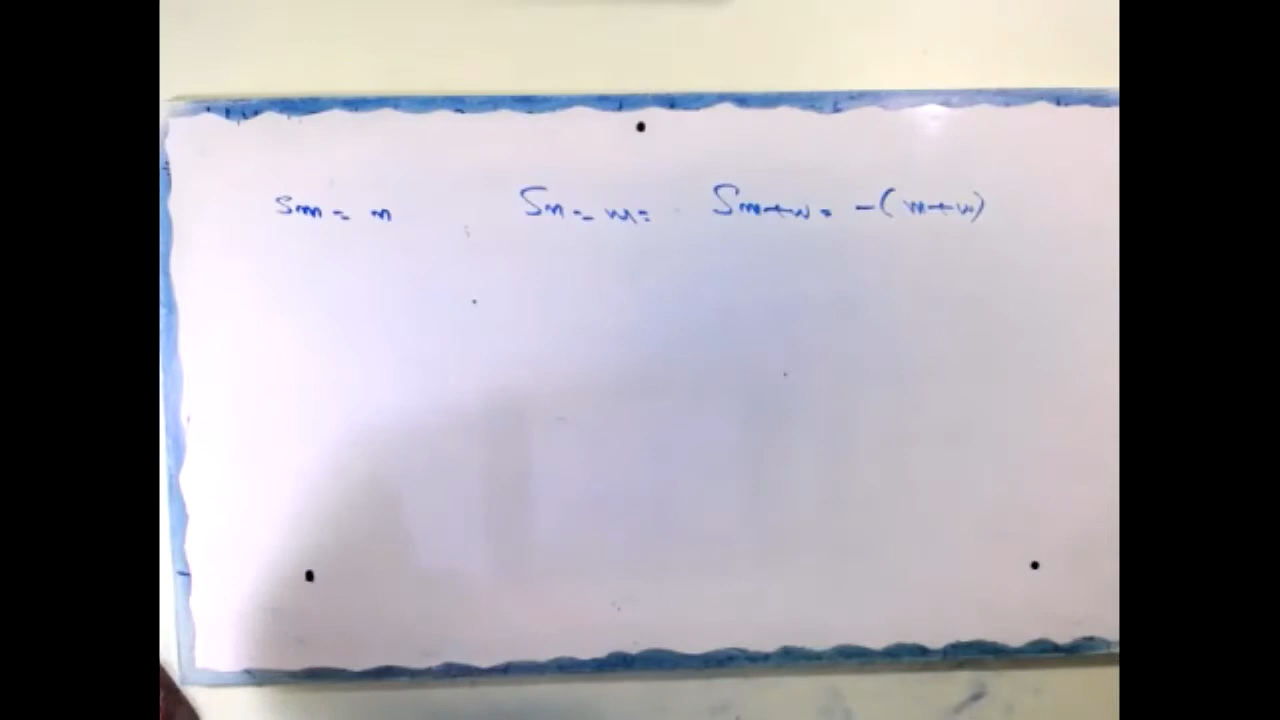 Sm = n Sn = m = Sm+n = -(m+n)